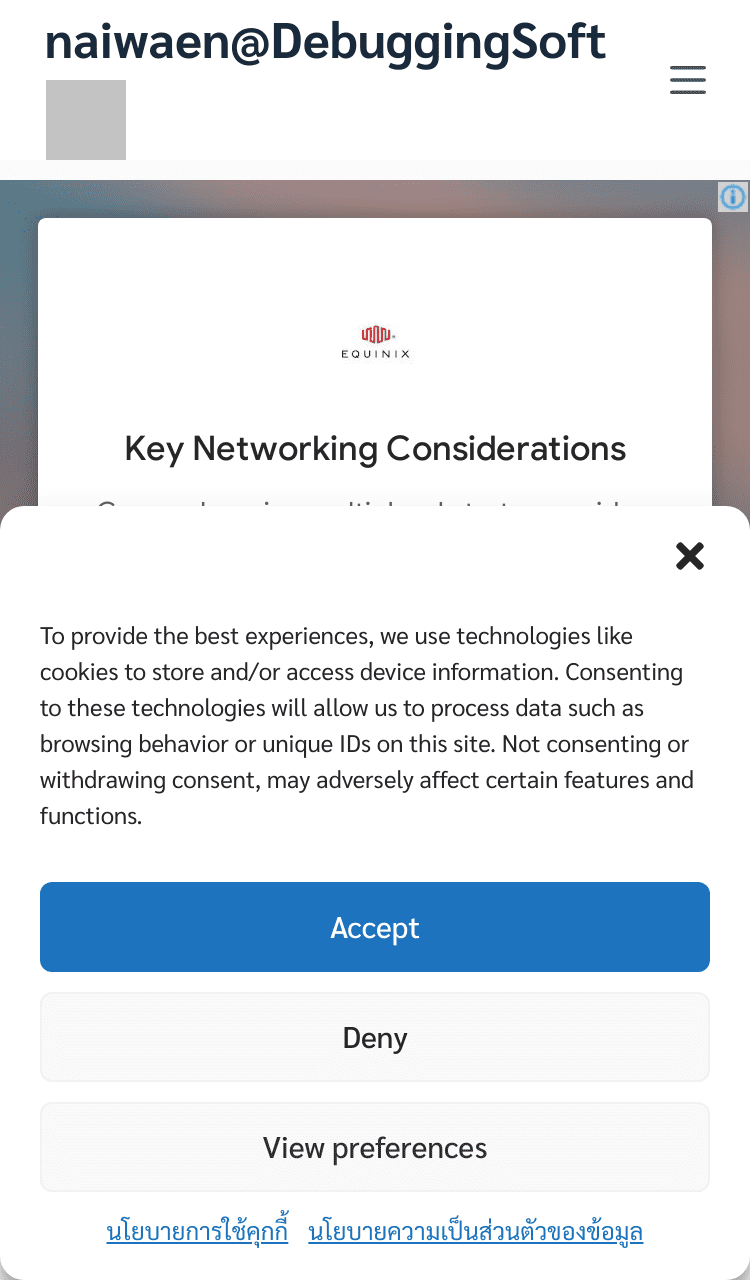 naiwaen@DebuggingSoft
EQUINIX
Key Networking Considerations
To provide the best experiences, we use technologies like
cookies to store and/or access device information. Consenting
to these technologies will allow us to process data such as
browsing behavior or unique IDs on this site. Not consenting or
withdrawing consent, may adversely affect certain features and
functions.
Accept
Deny
View preferences
นโยบายการใช้คุกกี้ นโยบายความเป็นส่วนตัวของข้อมูล